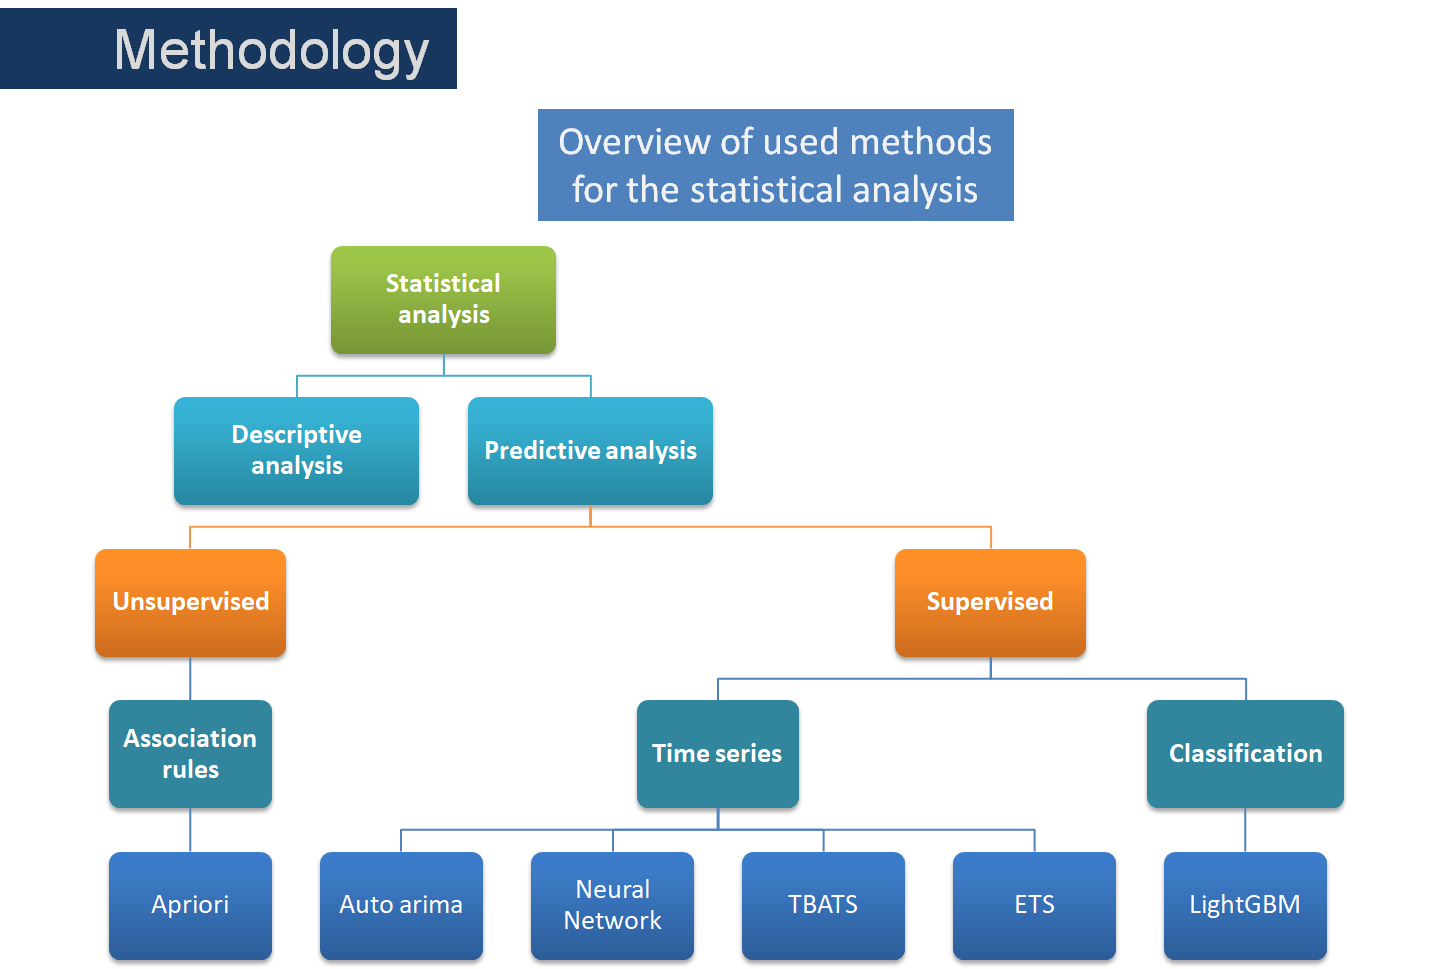 Methodology
Overview of used methods
for the statistical analysis
Statistical
analysis
Descriptive
analysis
Predictive analysis
Unsupervised
Supervised
Association
rules
Time series
Classification
Apriori
Auto arima
Neural
Network
TBATS
ETS
LightGBM